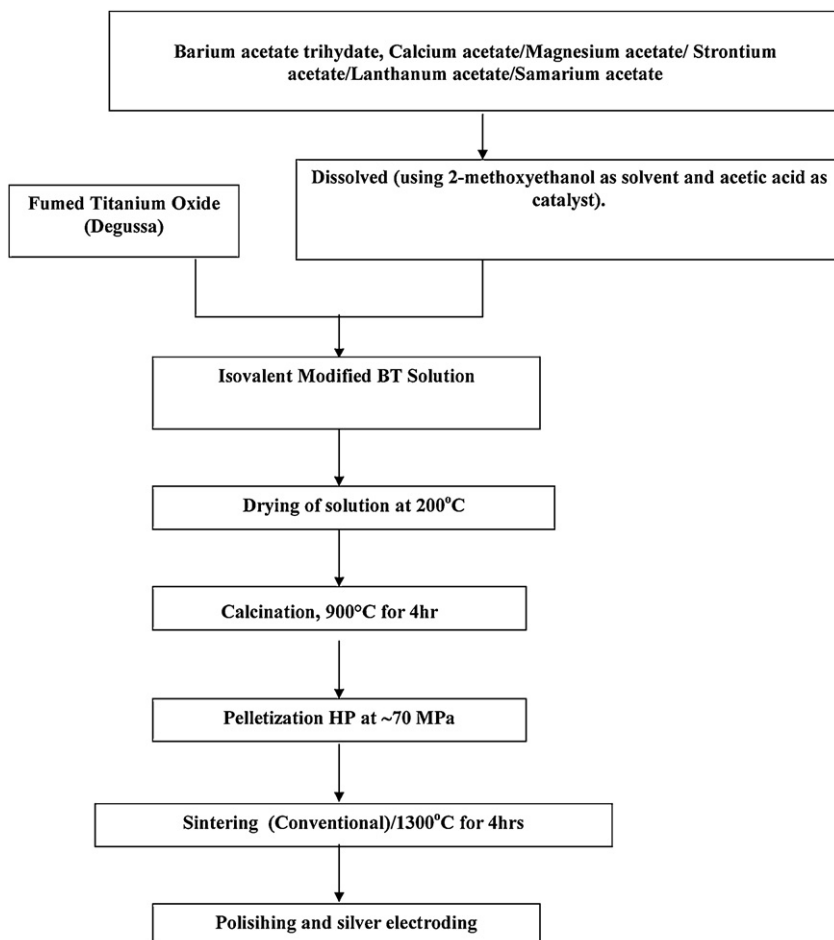 Barium acetate trihydate, Calcium acetate/Magnesium acetate/ Strontium
acetate/Lanthanum acetate/Samarium acetate
Dissolved (using 2-methoxyethanol as solvent and acetic acid as
catalyst).
Fumed Titanium Oxide
(Degussa)
Isovalent Modified BT Solution
Drying of solution at 200°C
Calcination, 900°C for 4hr
Pelletization HP at ~70 MPa
Sintering (Conventional)/1300°C for 4hrs
Polisihing and silver electroding